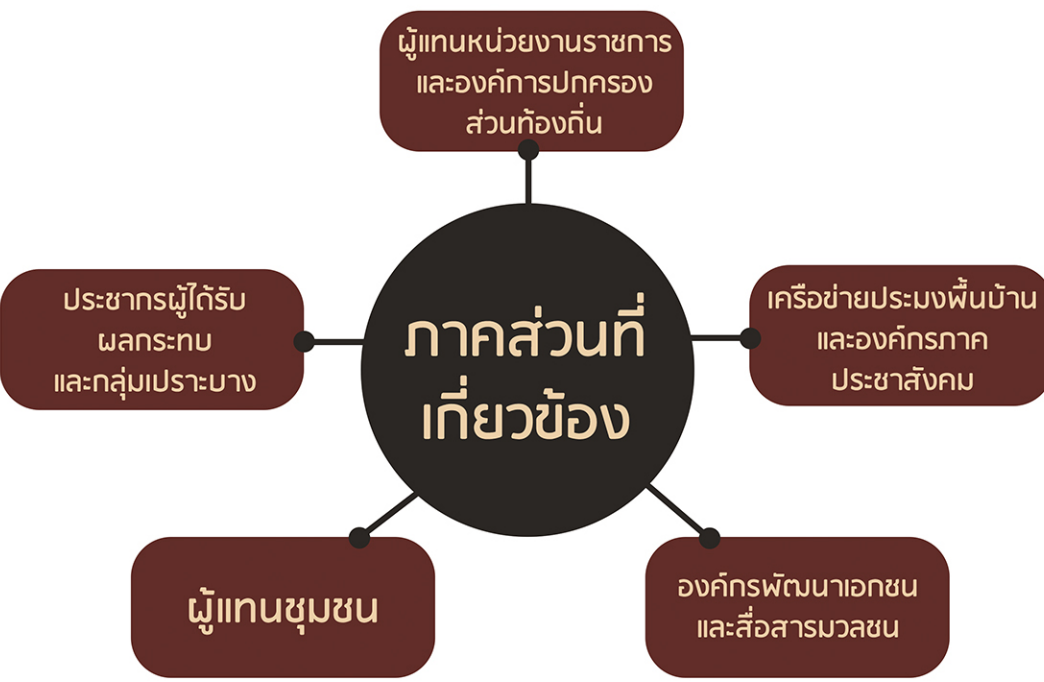 ผู้แทนหน่วยงานราชการ
และองค์การปกครอง
ส่วนท้องถิ่น
ประชากรผู้ได้รับ
ผลกระทบ
และกลุ่มเปราะบาง
ภาคส่วนที่
เกี่ยวข้อง
เครือข่ายประมงพื้นบ้าน
และองค์กรภาค
ประชาสังคม
ผู้แทนชุมชน
องค์กรพัฒนาเอกชน
และสื่อสารมวลชน